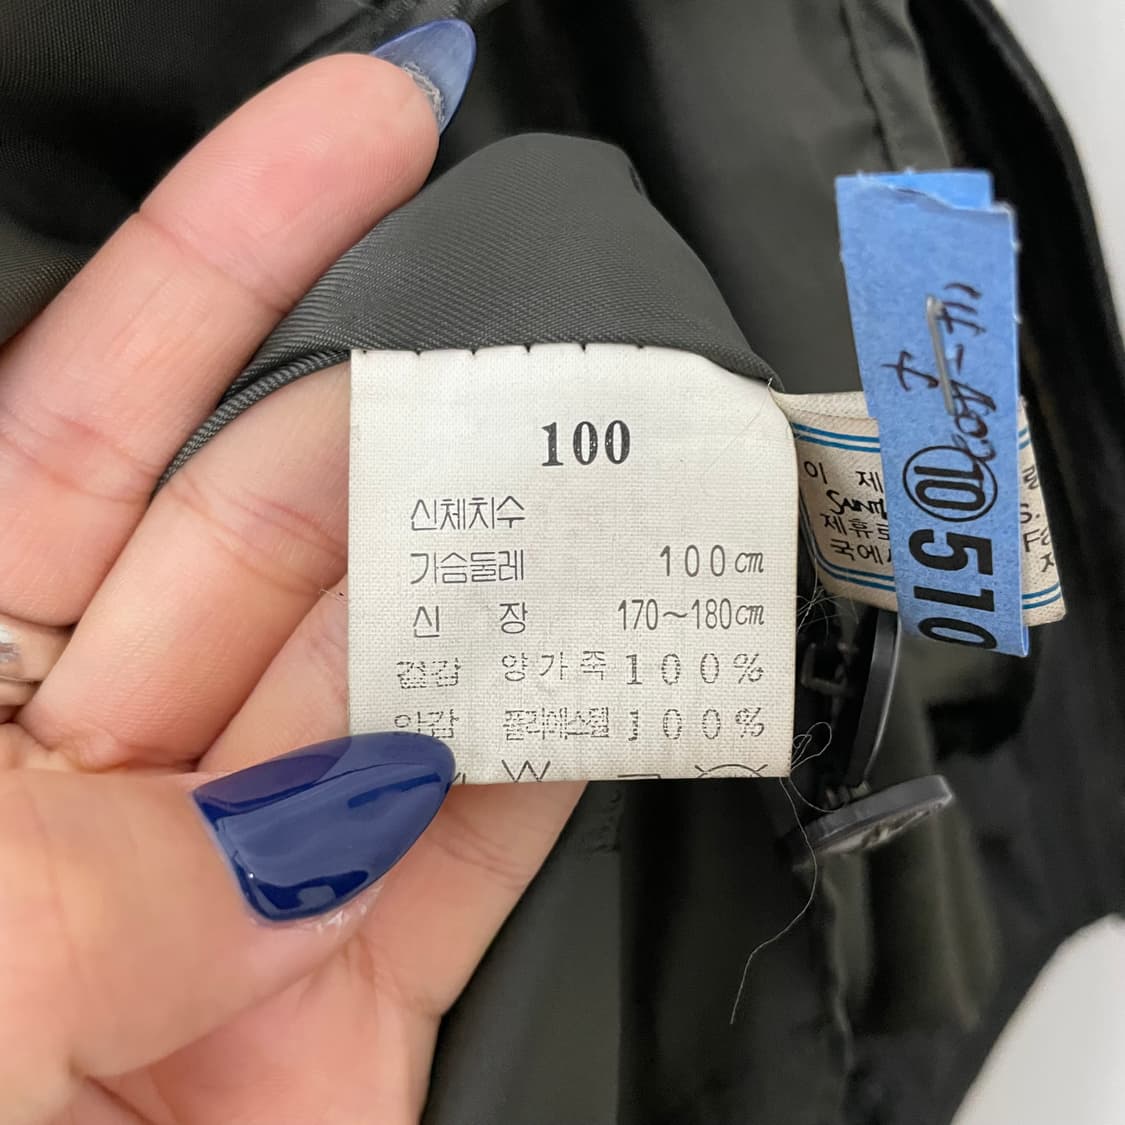 100
신체치수
가슴둘레 100cm
신 장 170~180cm
겉감 양가죽 100%
안감 폴리에스텔 100%
이 제
제휴로
국에서
10
510